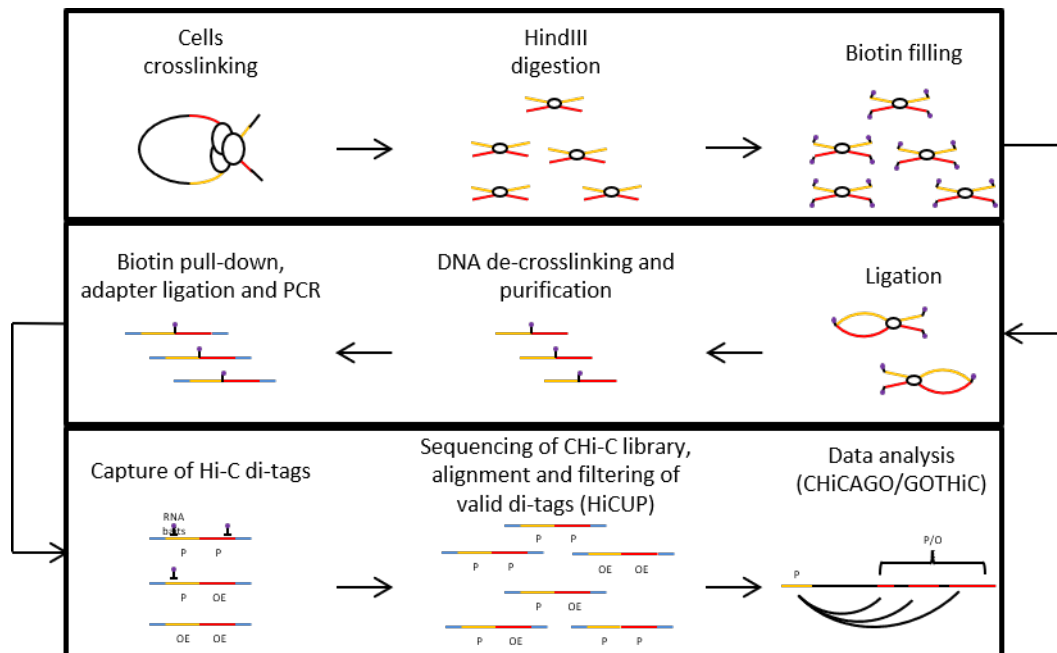 Cells
crosslinking
HindIII
digestion
Biotin filling
Biotin pull-down,
adapter ligation and PCR
DNA de-crosslinking and
purification
Ligation
Capture of Hi-C di-tags
RNA
baits
P P
P OE
OE OE
Sequencing of CHi-C library,
alignment and filtering of
valid di-tags (HiCUP)
P P
P P
OE OE
P OE
P OE
P P
Data analysis
(CHiCAGO/GOTHiC)
P/O
P